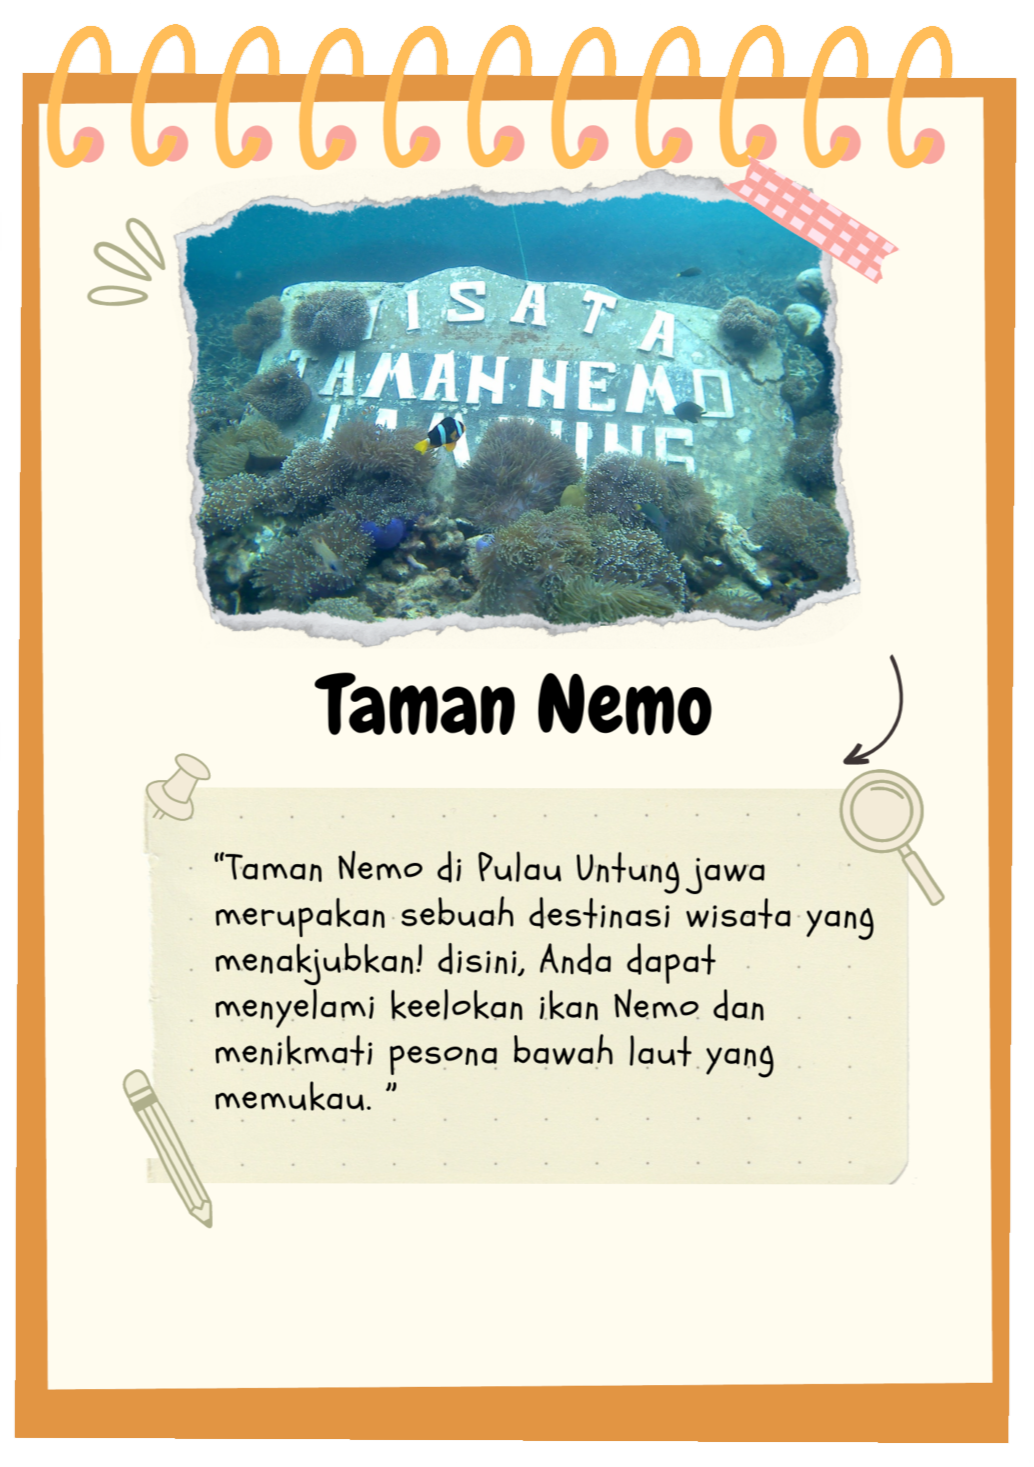 WISATA
TAMAN NEMO
Taman Nemo
“Taman Nemo di Pulau Untung jawa
merupakan sebuah destinasi wisata yang
menakjubkan! disini, Anda dapat
menyelami keelokan ikan Nemo dan
menikmati pesona bawah laut yang
memukau. ”